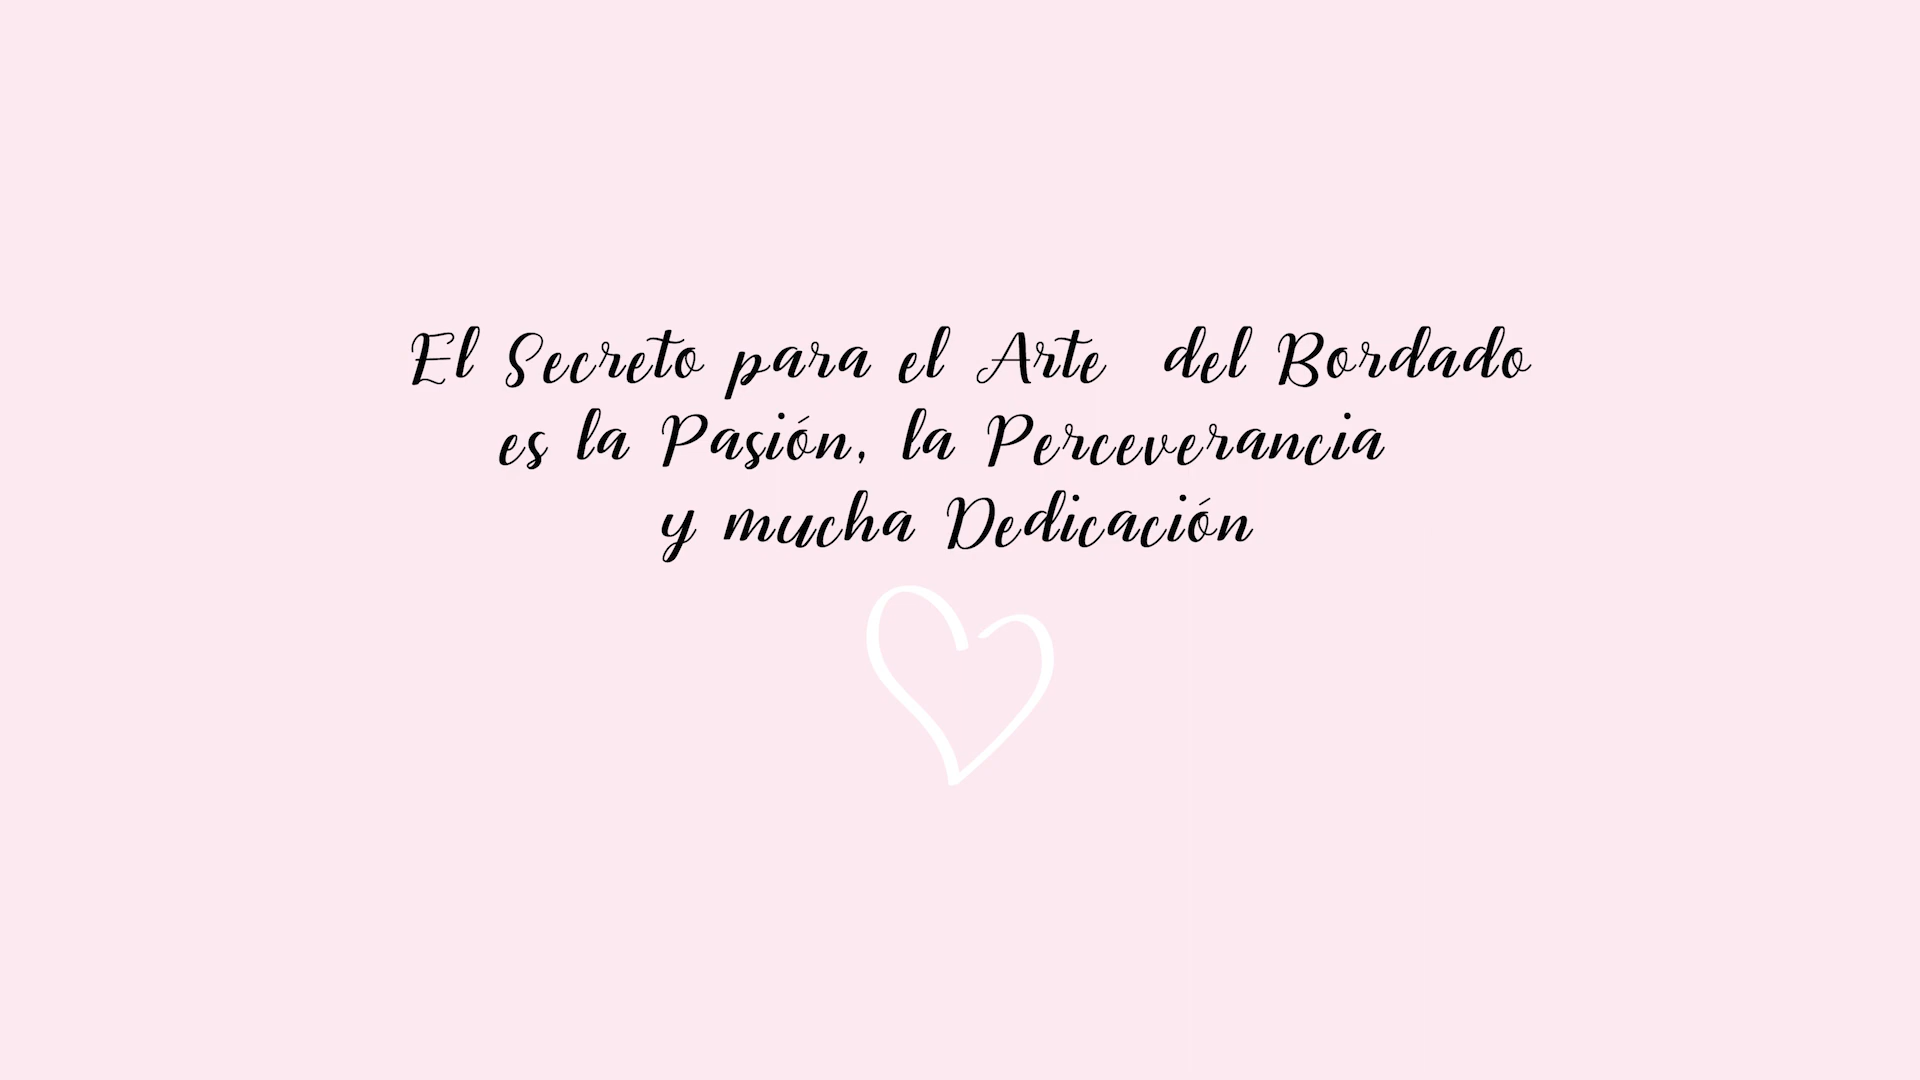 El Secreto para el Arte  del Bordado
es la Pasión, la Perceverancia
y mucha Dedicación